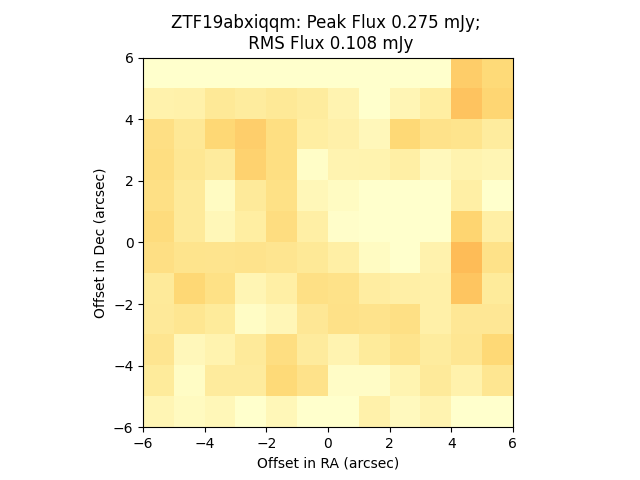 ZTF19abxiqqm: Peak Flux 0.275 mJy;
RMS Flux 0.108 mJy
6
4
2
0
−2
−4
−6
Offset in Dec (arcsec)
−6 −4 −2 0 2 4 6
Offset in RA (arcsec)